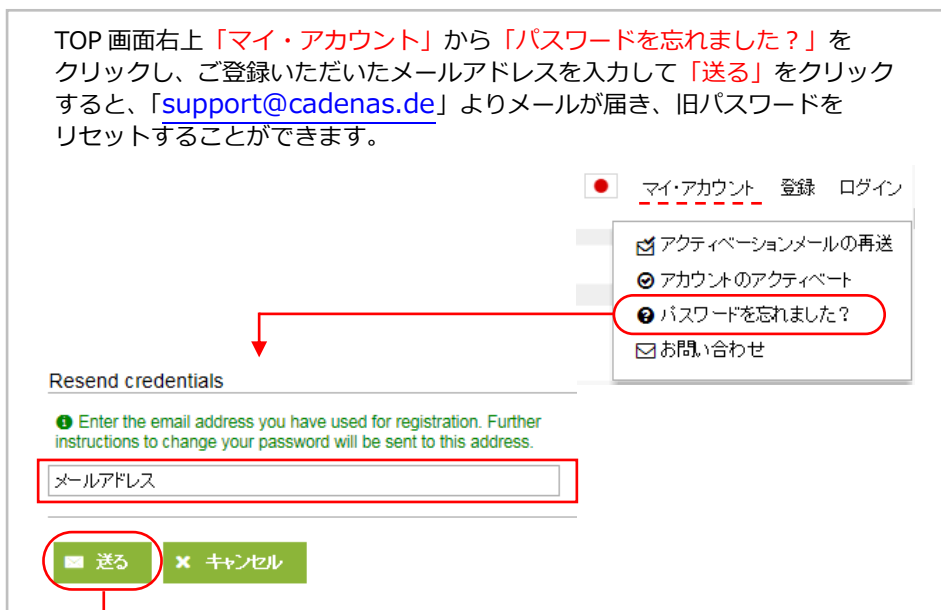 TOP 画面右上「マイ・アカウント」から「パスワードを忘れました？」を
クリックし、ご登録いただいたメールアドレスを入力して「送る」をクリック
すると、「support@cadenas.de」よりメールが届き、旧パスワードを
リセットすることができます。
マイ・アカウント 登録 ログイン
アクティベーションメールの再送
アカウントのアクティベート
パスワードを忘れました？
お問い合わせ
Resend credentials
Enter the email address you have used for registration. Further
instructions to change your password will be sent to this address.
メールアドレス
送る キャンセル